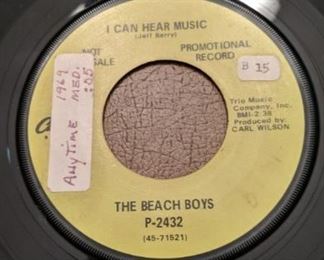 I CAN HEAR MUSIC
(Jeff Barry)
NOT
SALE
PROMOTIONAL
RECORD
B 15
1969
:05
ANYTIME MED.
Trio Music
Company, Inc.
BMI-2:38
Produced by:
CARL WILSON
THE BEACH BOYS
P-2432
(45-71521)